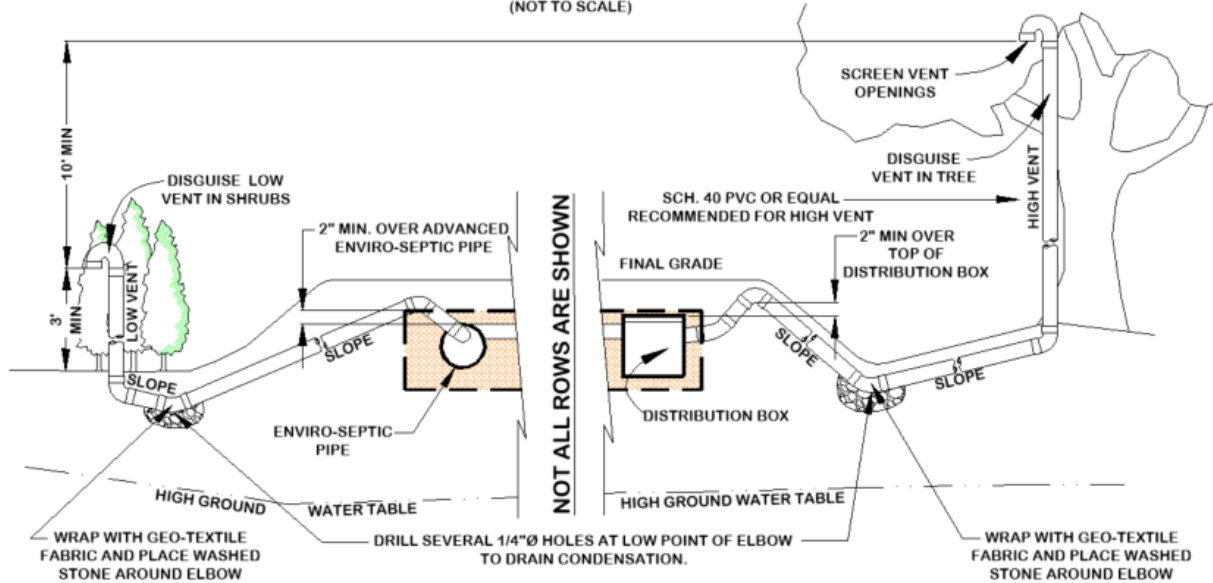 (NOT TO SCALE)
SCREEN VENT
OPENINGS
10' MIN
DISGUISE LOW
VENT IN SHRUBS
DISGUISE
VENT IN TREE
HIGH VENT
SCH. 40 PVC OR EQUAL
RECOMMENDED FOR HIGH VENT
2" MIN. OVER ADVANCED
ENVIRO-SEPTIC PIPE
NOT ALL ROWS ARE SHOWN
2" MIN OVER
TOP OF
DISTRIBUTION BOX
FINAL GRADE
3'
MIN
LOW VENT
SLOPE
SLOPE
SLOPE
SLOPE
ENVIRO-SEPTIC
PIPE
DISTRIBUTION BOX
HIGH GROUND WATER TABLE
HIGH GROUND WATER TABLE
WRAP WITH GEO-TEXTILE
FABRIC AND PLACE WASHED
STONE AROUND ELBOW
DRILL SEVERAL 1/4"Ø HOLES AT LOW POINT OF ELBOW
TO DRAIN CONDENSATION.
WRAP WITH GEO-TEXTILE
FABRIC AND PLACE WASHED
STONE AROUND ELBOW